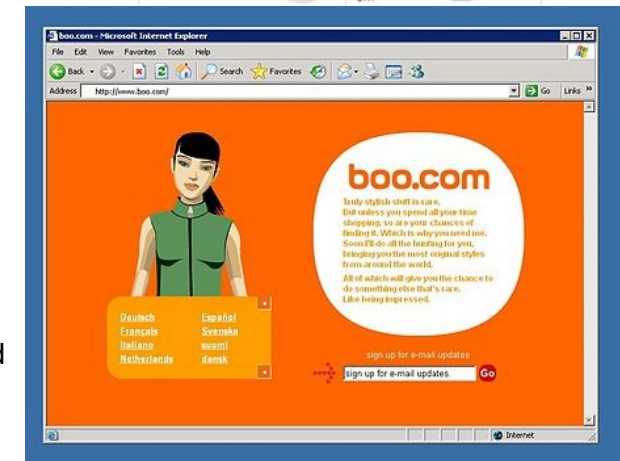 boo.com - Microsoft Internet Explorer
File Edit View Favorites Tools Help
Back Search Favorites
Address http://www.boo.com/ Go Links »
boo.com
Truly stylish stuff is rare.
But unless you spend all your time
shopping, so are your chances of
finding it. Which is why you need me.
Soon I'll do all the hunting for you,
bringing you the most original styles
from around the world.
All of which will give you the chance to
do something else that's rare.
Like being impressed.
Deutsch Español
Français Svenska
Italiano suomi
Netherlands dansk
sign up for e-mail updates
sign up for e-mail updates Go
Internet